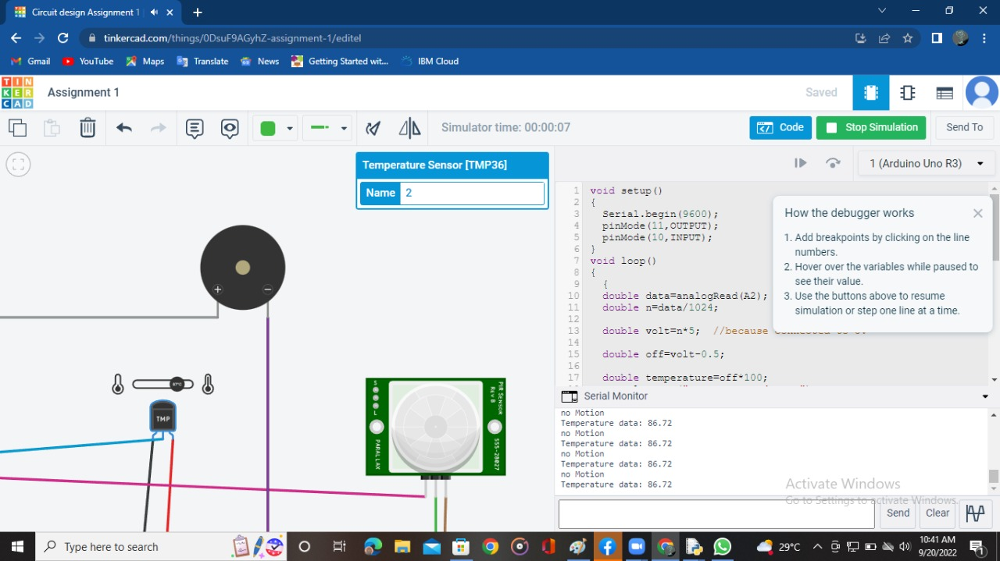 Circuit design Assignment 1
tinkercad.com/things/0DsuF9AGyhZ-assignment-1/editel
Gmail YouTube Maps Translate News Getting Started wit... IBM Cloud
TIN
KER
CAD
Assignment 1
Saved
Simulator time: 00:00:07
Code
Stop Simulation
Send To
Temperature Sensor [TMP36]
Name 2
1 (Arduino Uno R3)
1 void setup()
2 {
3 Serial.begin(9600);
4 pinMode(11,OUTPUT);
5 pinMode(10,INPUT);
6 }
7 void loop()
8 {
9 {
10 double data=analogRead(A2);
11 double n=data/1024;
12
13 double volt=n*5; //because
14
15 double off=volt-0.5;
16
17 double temperature=off*100;
How the debugger works
1. Add breakpoints by clicking on the line
numbers.
2. Hover over the variables while paused to
see their value.
3. Use the buttons above to resume
simulation or step one line at a time.
+ −
67°C
TMP
S
L
PARALLAX
PIR SENSOR
REV B
555-28027
Serial Monitor
no Motion
Temperature data: 86.72
no Motion
Temperature data: 86.72
no Motion
Temperature data: 86.72
no Motion
Temperature data: 86.72
Activate Windows
Go to Settings to activate Windows.
Send
Clear
Type here to search
29°C
10:41 AM
9/20/2022
1